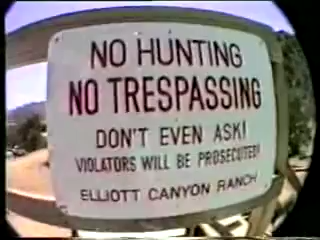 NO HUNTING
NO TRESPASSING
DON'T EVEN ASK!
VIOLATORS WILL BE PROSECUTED!
ELLIOTT CANYON RANCH